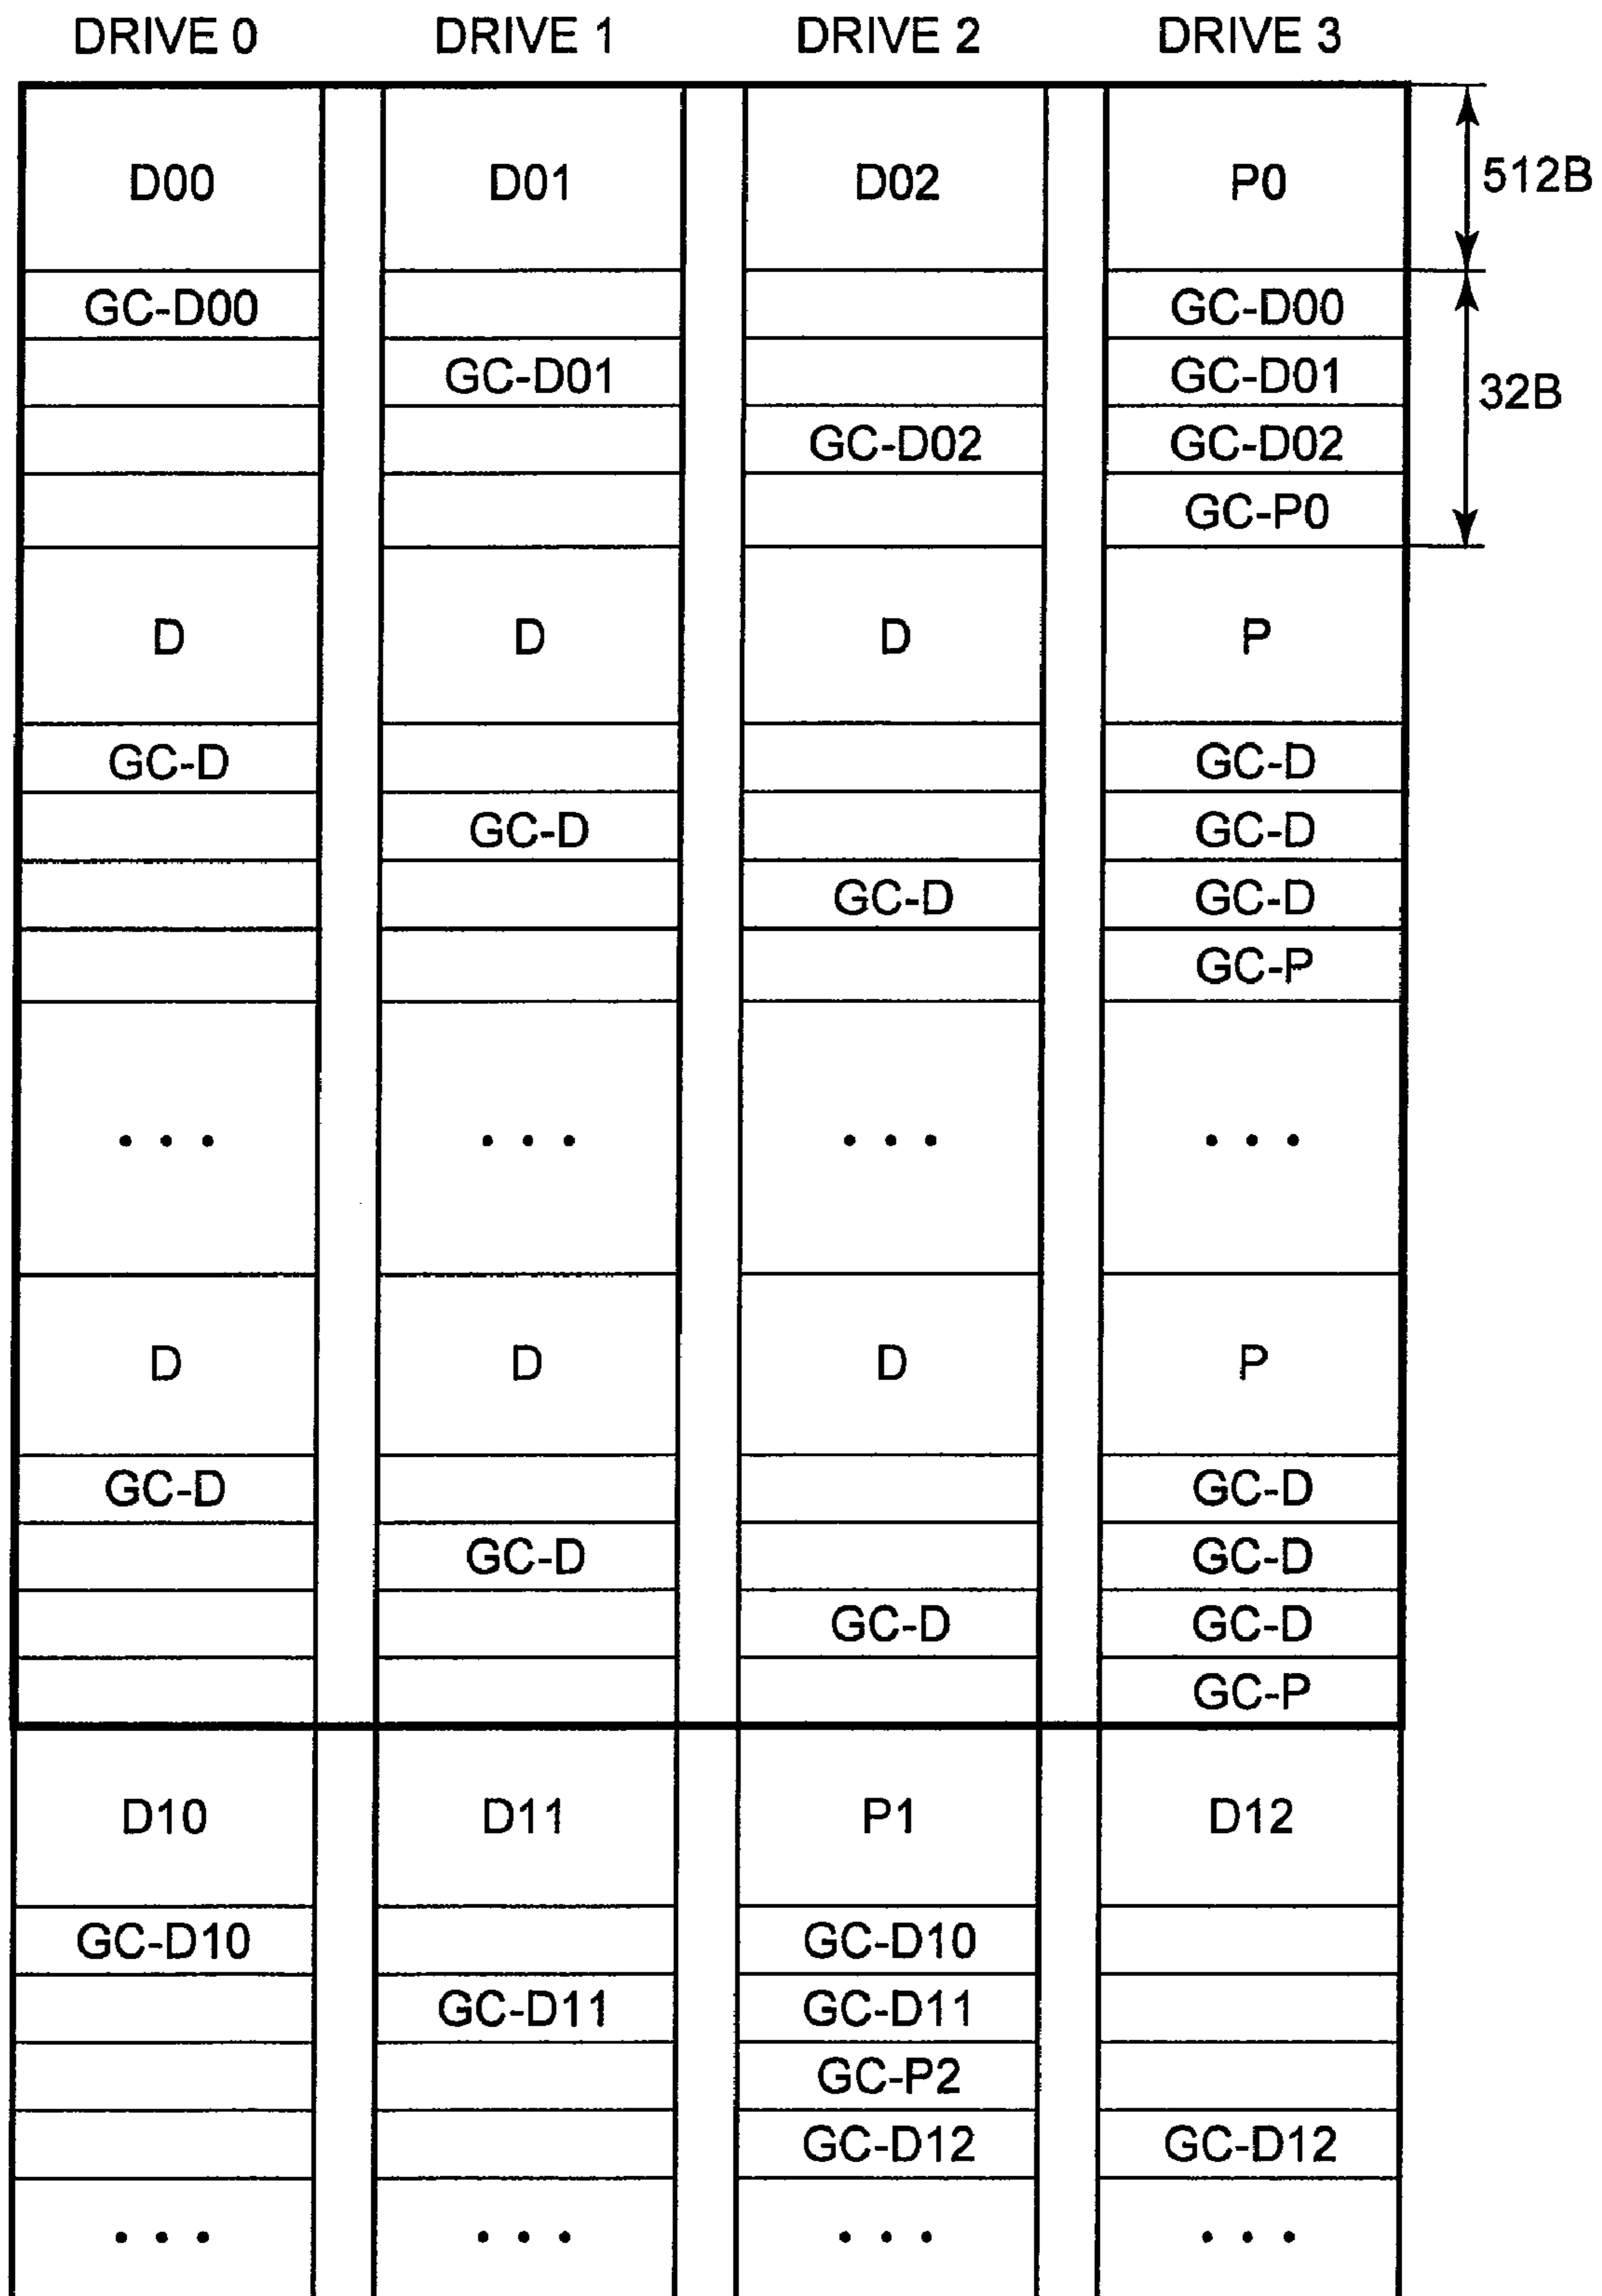 DRIVE 0 DRIVE 1 DRIVE 2 DRIVE 3
D00 D01 D02 P0 512B
GC-D00 GC-D00
GC-D01 GC-D01
32B
GC-D02 GC-D02
GC-P0
D D D P
GC-D GC-D
GC-D GC-D
GC-D GC-D
GC-P
• • • • • • • • • • • •
D D D P
GC-D GC-D
GC-D GC-D
GC-D GC-D
GC-P
D10 D11 P1 D12
GC-D10 GC-D10
GC-D11 GC-D11
GC-P2
GC-D12 GC-D12
• • • • • • • • • • • •